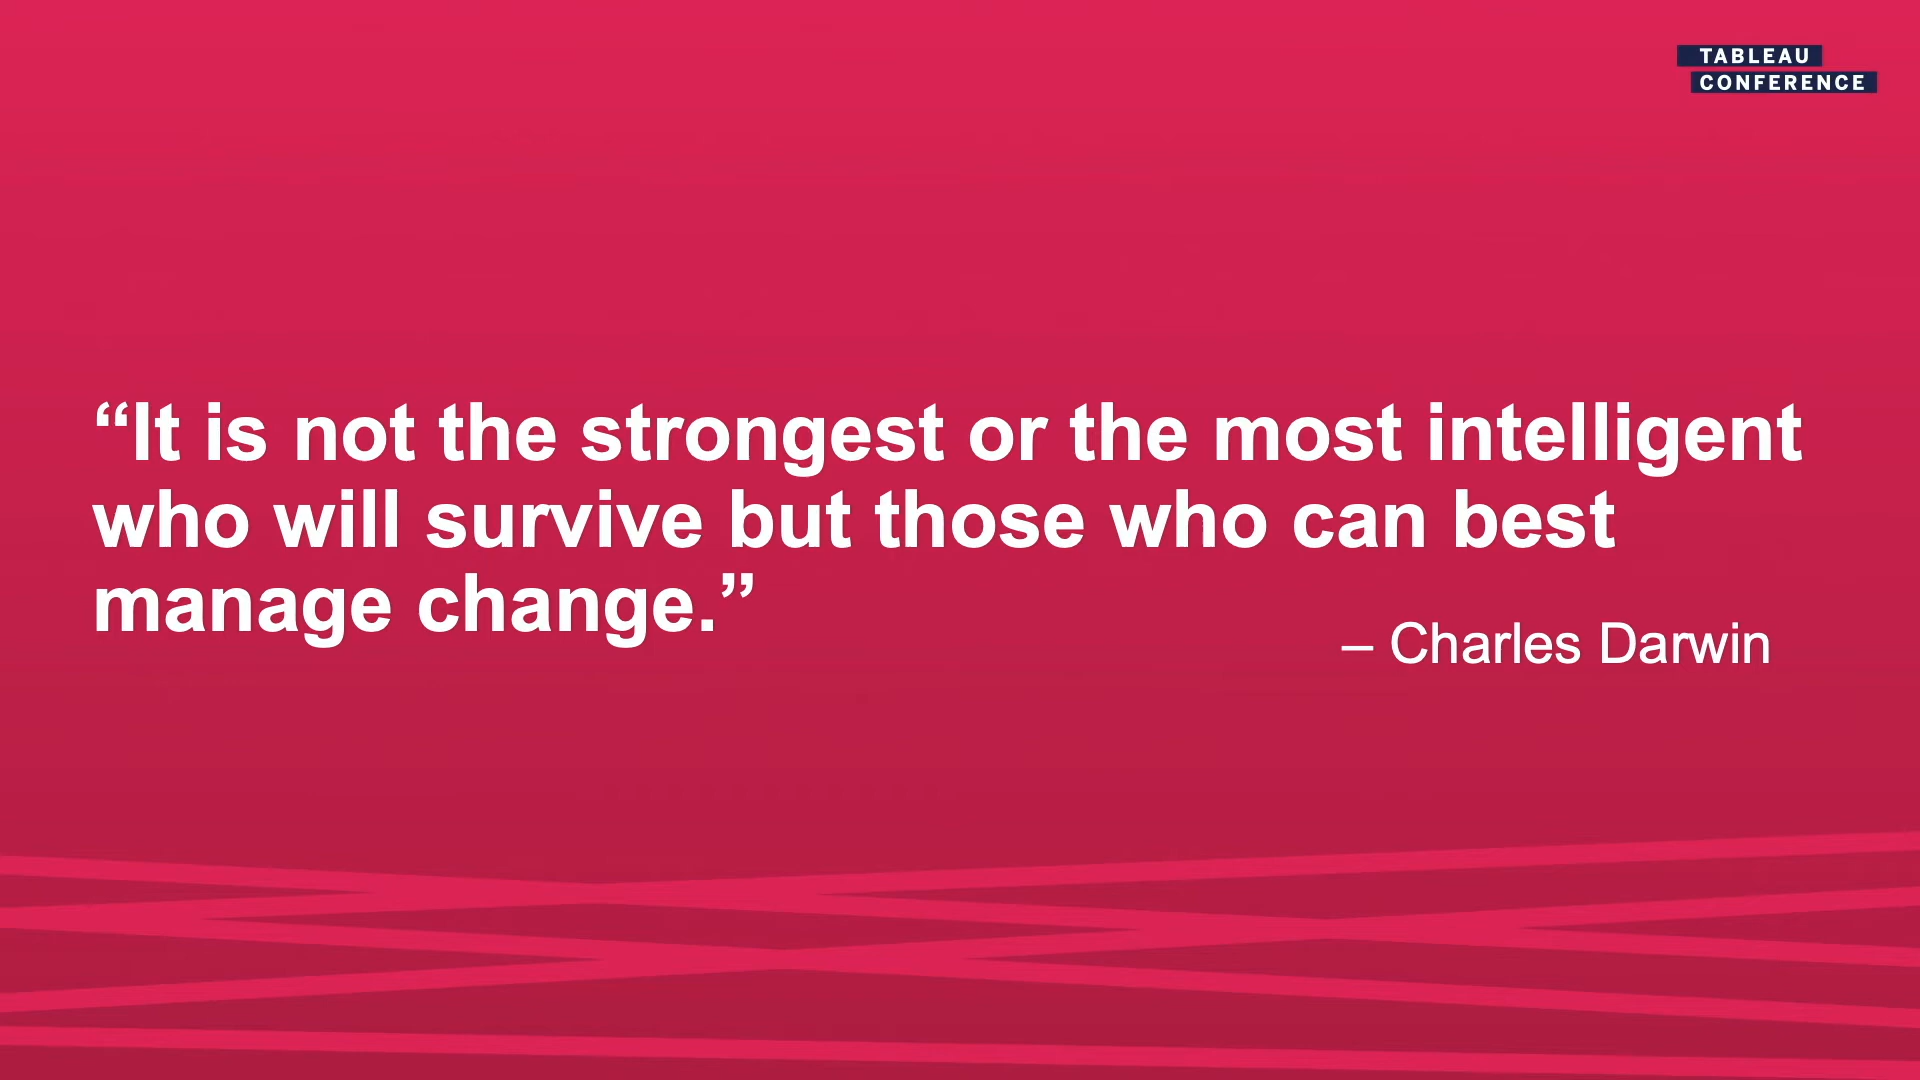 TABLEAU
CONFERENCE
“It is not the strongest or the most intelligent
who will survive but those who can best
manage change.”
– Charles Darwin